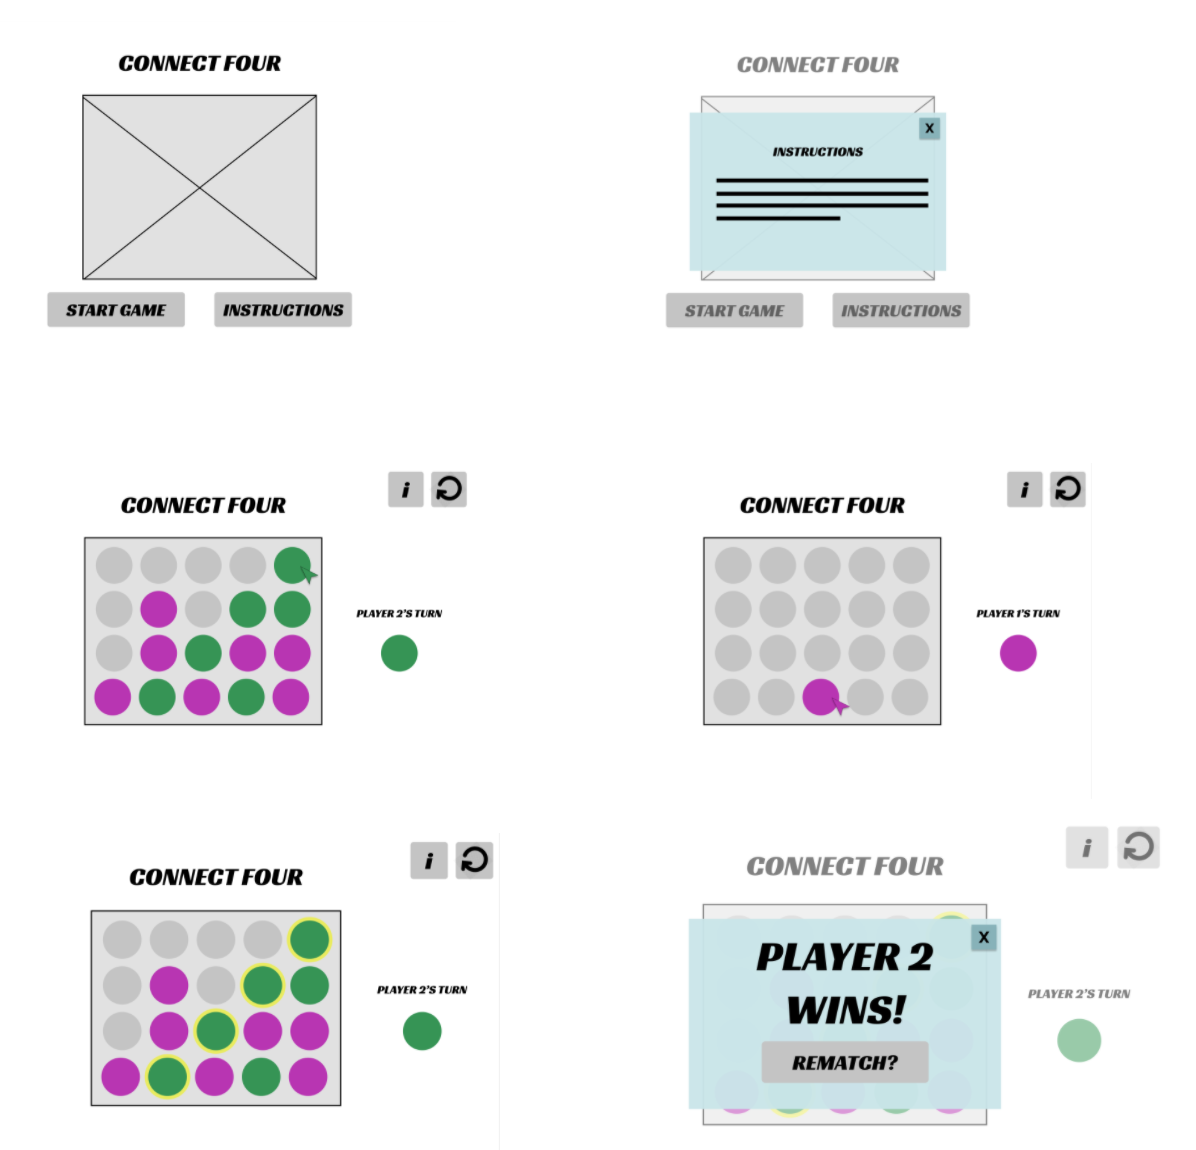 CONNECT FOUR
START GAME
INSTRUCTIONS
CONNECT FOUR
X
INSTRUCTIONS
START GAME
INSTRUCTIONS
i
CONNECT FOUR
PLAYER 2'S TURN
i
CONNECT FOUR
PLAYER 1'S TURN
i
CONNECT FOUR
PLAYER 2'S TURN
i
CONNECT FOUR
X
PLAYER 2
WINS!
REMATCH?
PLAYER 2'S TURN